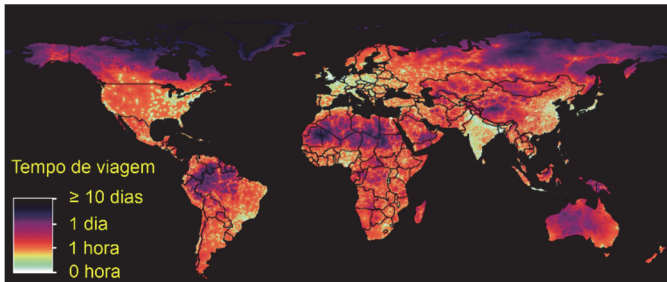 Tempo de viagem
≥ 10 dias
1 dia
1 hora
0 hora